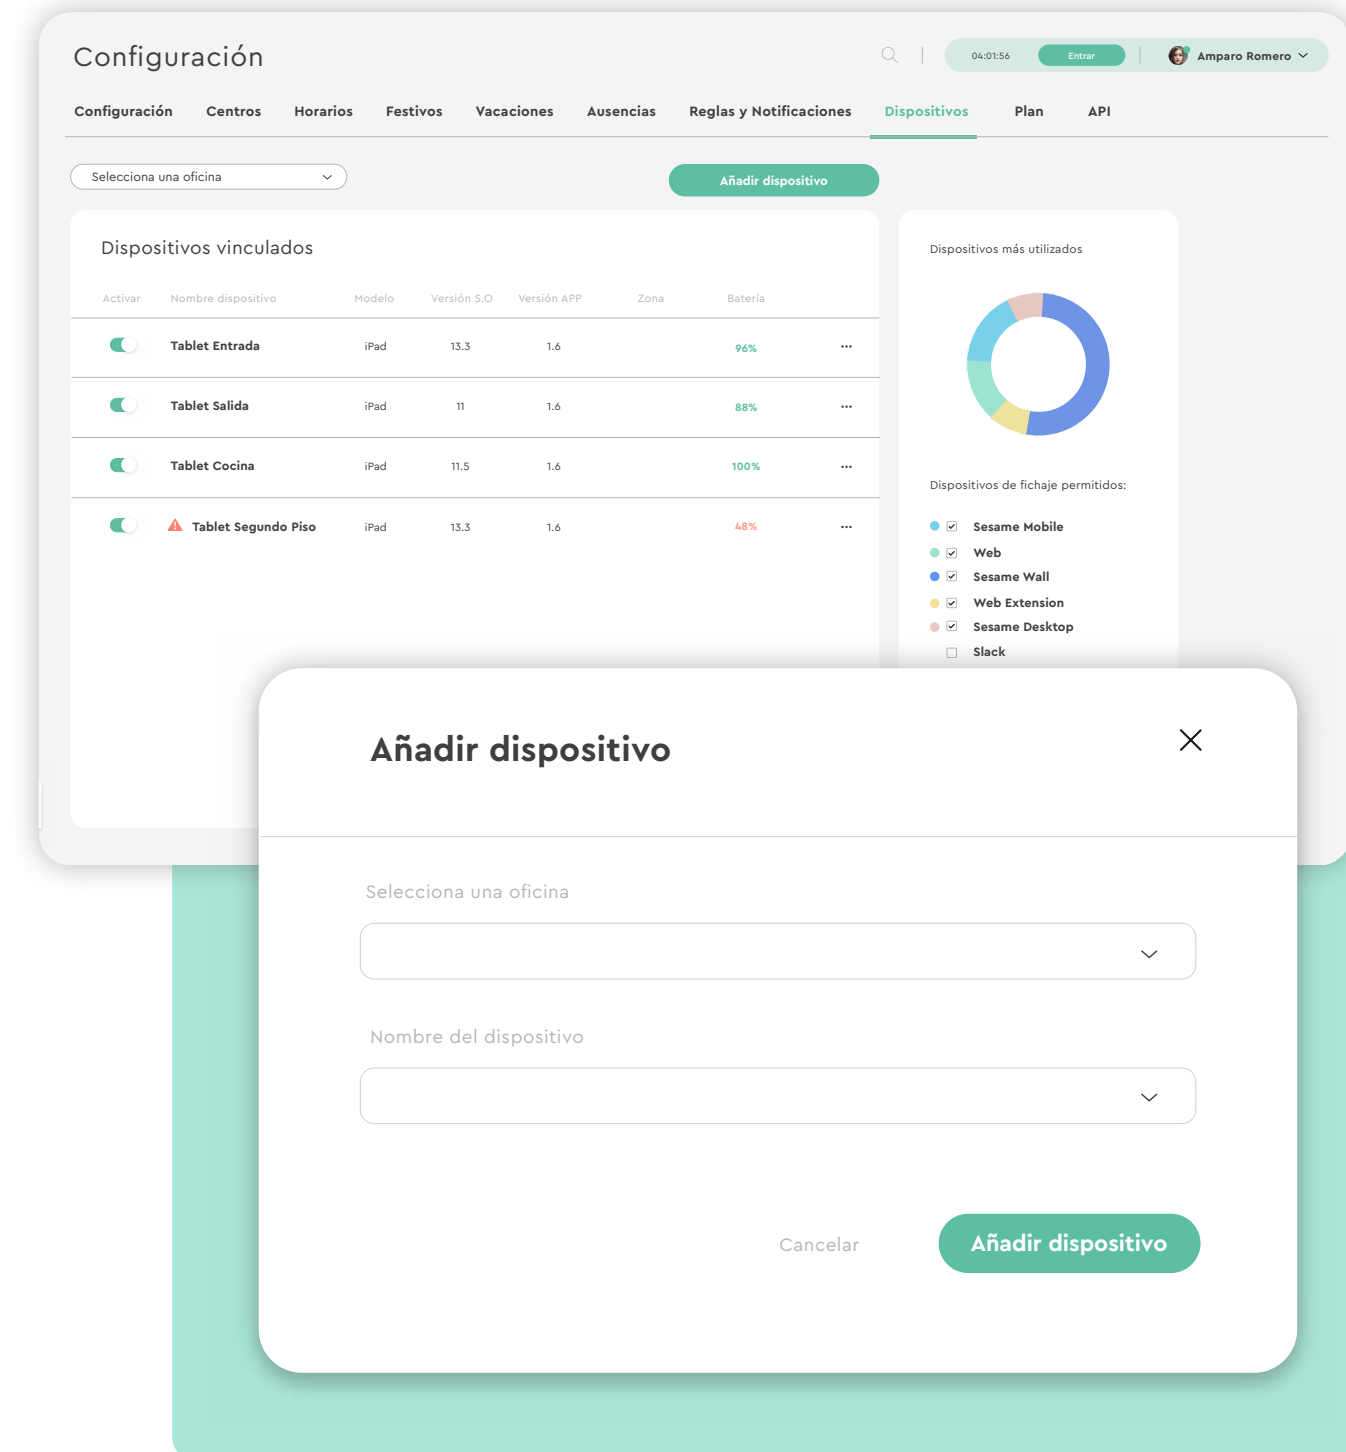 Configuración
04:01:56
Entrar
Amparo Romero
Configuración Centros Horarios Festivos Vacaciones Ausencias Reglas y Notificaciones Dispositivos Plan API
Selecciona una oficina
Añadir dispositivo
Dispositivos vinculados
Activar Nombre dispositivo Modelo Versión S.O Versión APP Zona Batería
Tablet Entrada iPad 13.3 1.6 96% ...
Tablet Salida iPad 11 1.6 88% ...
Tablet Cocina iPad 11.5 1.6 100% ...
Tablet Segundo Piso iPad 13.3 1.6 48% ...
Dispositivos más utilizados
Dispositivos de fichaje permitidos:
Sesame Mobile
Web
Sesame Wall
Web Extension
Sesame Desktop
Slack
Añadir dispositivo
Selecciona una oficina
Nombre del dispositivo
Cancelar
Añadir dispositivo